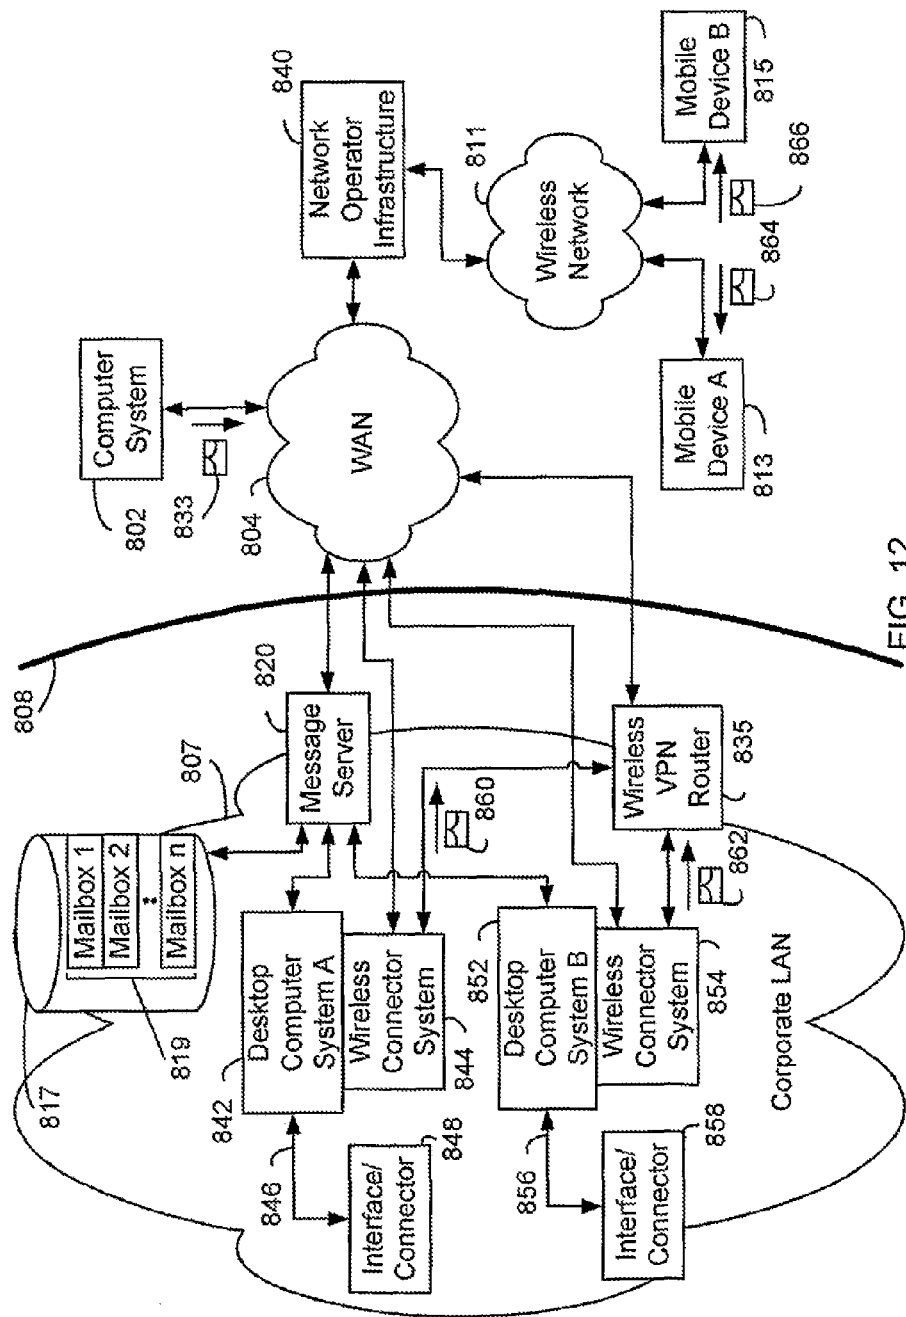 817
Mailbox 1
Mailbox 2
Mailbox n
819
807
808
820
Message
Server
842
Desktop
Computer
System A
Wireless
Connector
System
844
846
Interface/
Connector
848
860
852
Desktop
Computer
System B
Wireless
Connector
System
854
856
Interface/
Connector
858
Wireless
VPN
Router
835
862
Corporate LAN
802
Computer
System
833
804
WAN
840
Network
Operator
Infrastructure
811
Wireless
Network
Mobile
Device A
813
864
866
Mobile
Device B
815
FIG. 12